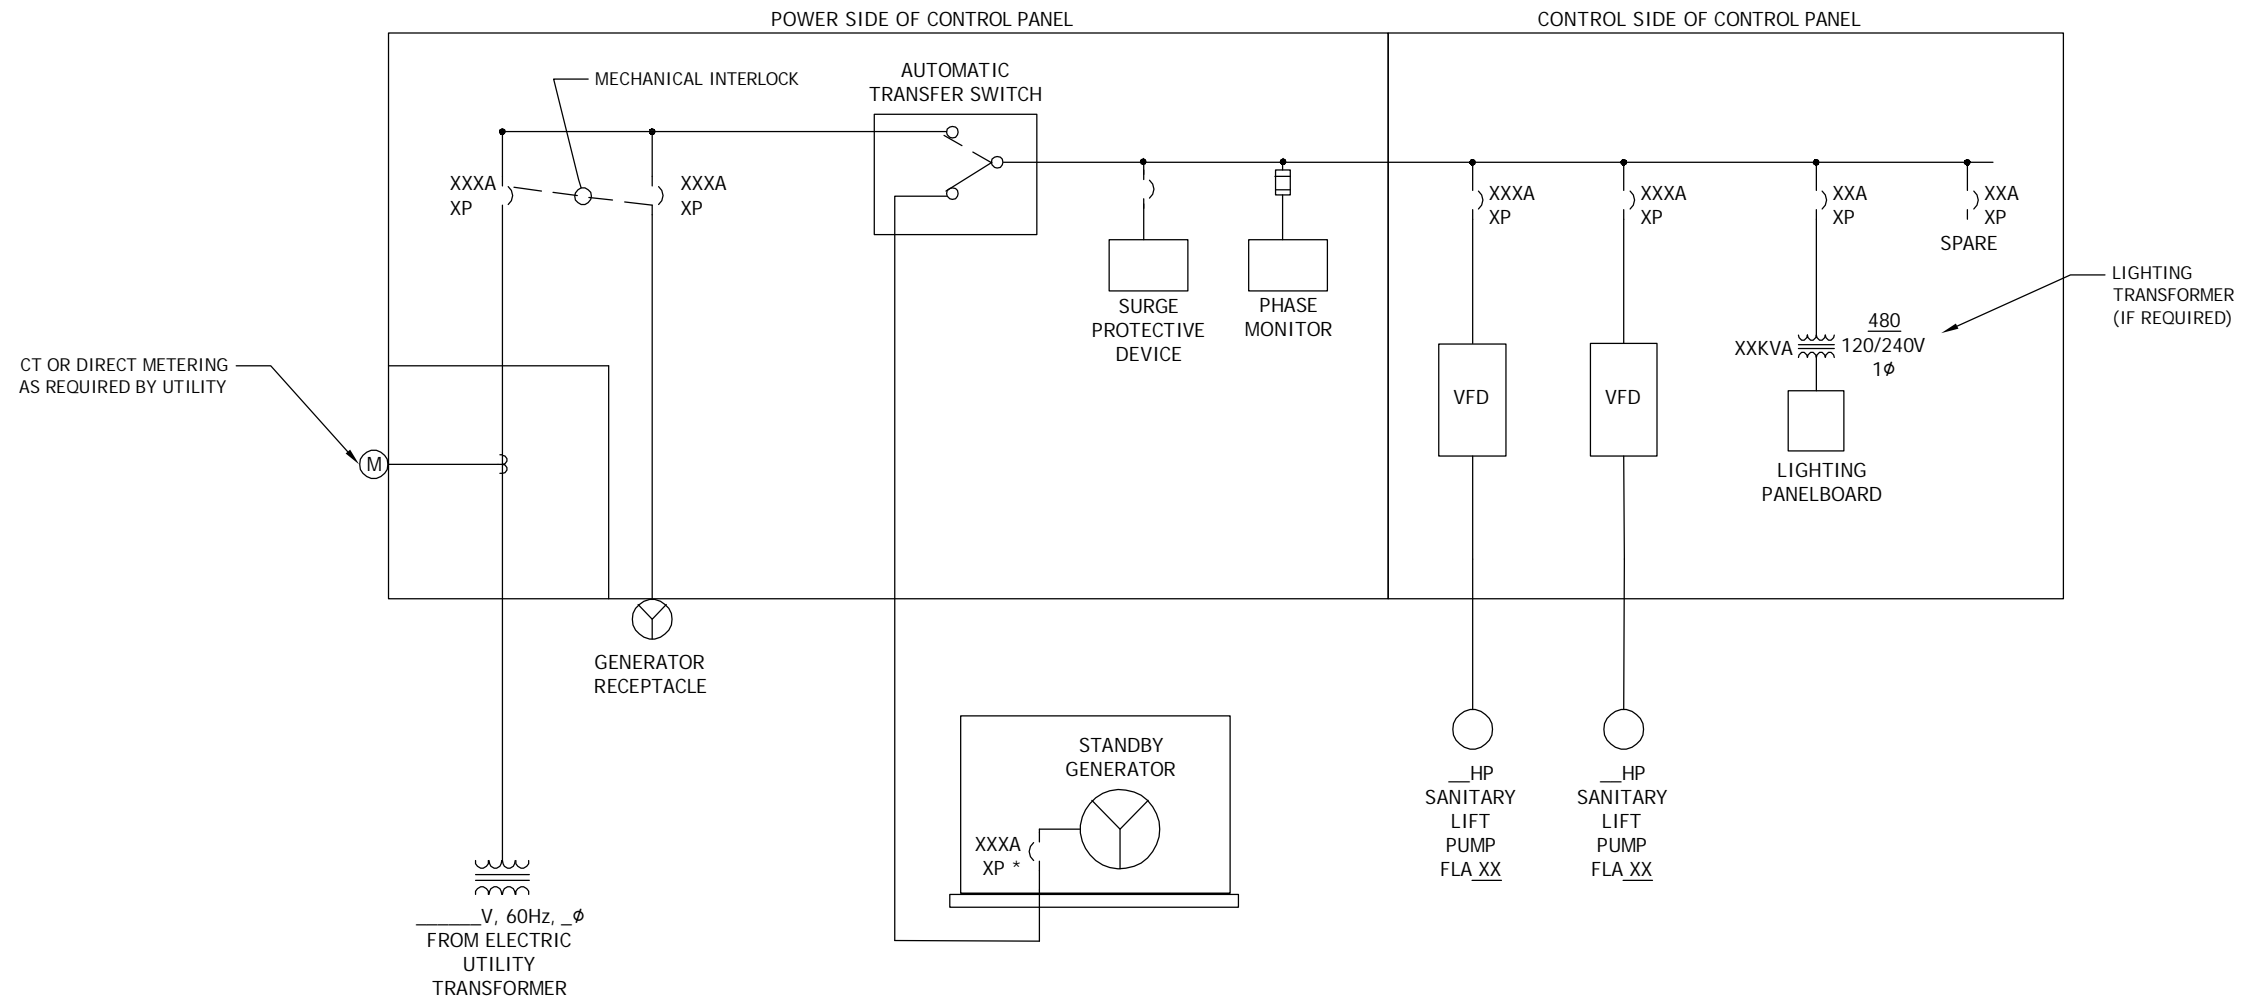 POWER SIDE OF CONTROL PANEL
CONTROL SIDE OF CONTROL PANEL
MECHANICAL INTERLOCK
AUTOMATIC
TRANSFER SWITCH
XXXA
XP
XXXA
XP
XXXA
XP
XXXA
XP
XXA
XP
XXA
XP
SPARE
SURGE
PROTECTIVE
DEVICE
PHASE
MONITOR
LIGHTING
TRANSFORMER
(IF REQUIRED)
XXKVA
480
120/240V
1ø
CT OR DIRECT METERING
AS REQUIRED BY UTILITY
M
VFD
VFD
LIGHTING
PANELBOARD
GENERATOR
RECEPTACLE
STANDBY
GENERATOR
XXXA
XP *
__HP
SANITARY
LIFT
PUMP
FLA XX
__HP
SANITARY
LIFT
PUMP
FLA XX
______V, 60Hz, _ø
FROM ELECTRIC
UTILITY
TRANSFORMER